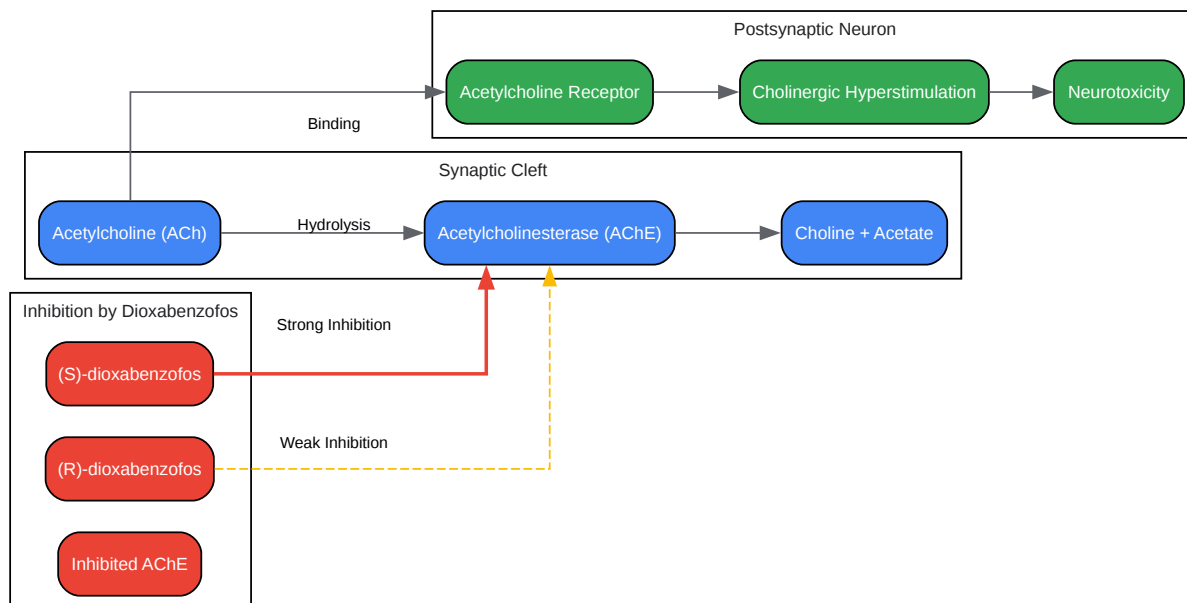 Postsynaptic Neuron
Acetylcholine Receptor
Cholinergic Hyperstimulation
Neurotoxicity
Binding
Synaptic Cleft
Acetylcholine (ACh)
Hydrolysis
Acetylcholinesterase (AChE)
Choline + Acetate
Inhibition by Dioxabenzofos
Strong Inhibition
(S)-dioxabenzofos
Weak Inhibition
(R)-dioxabenzofos
Inhibited AChE